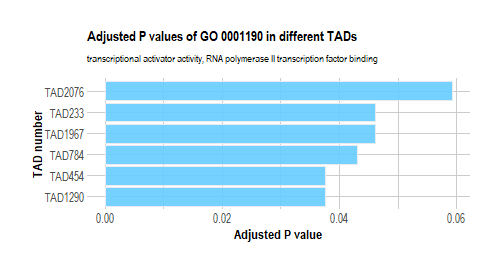 Adjusted P values of GO 0001190 in different TADs
transcriptional activator activity, RNA polymerase II transcription factor binding
TAD number
TAD2076
TAD233
TAD1967
TAD784
TAD454
TAD1290
0.00 0.02 0.04 0.06
Adjusted P value